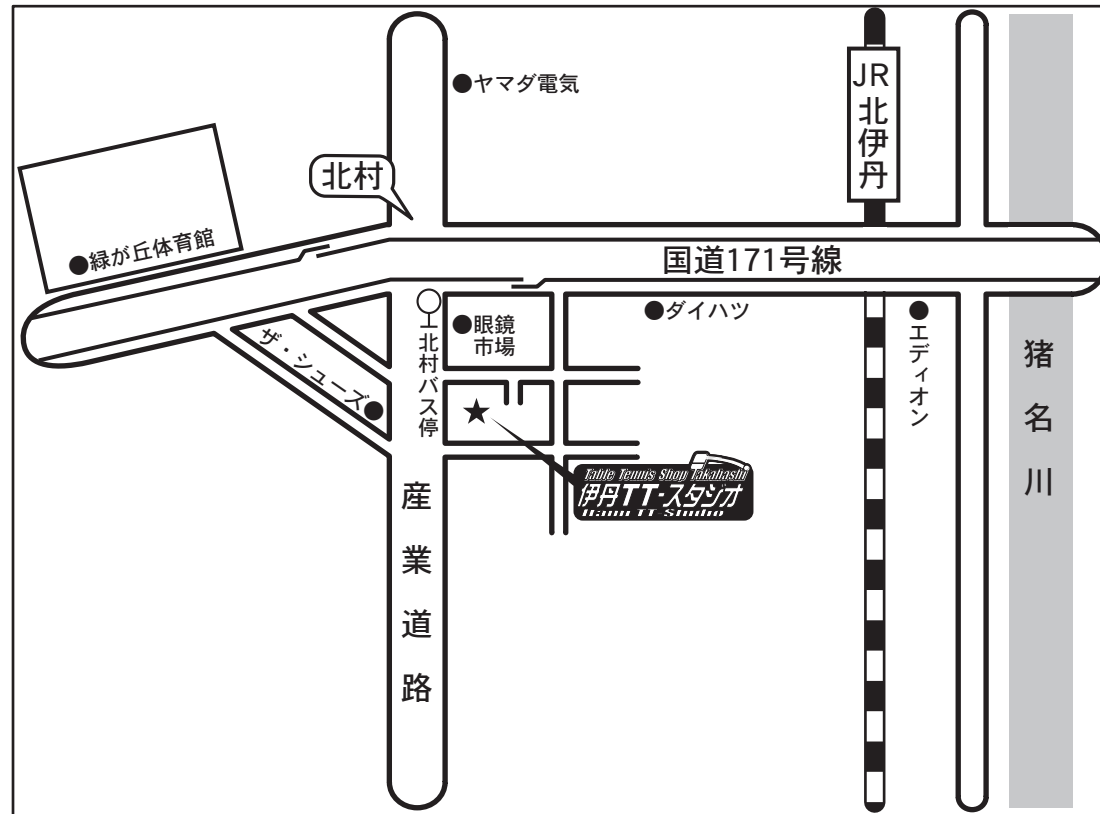 ヤマダ電気
JR北伊丹
北村
緑が丘体育館
国道171号線
ザ・シューズ
北村バス停
眼鏡
市場
ダイハツ
エディオン
猪名川
Table Tennis Shop Takahashi
伊丹TT-スタジオ
Itami TT-Studio
産業道路